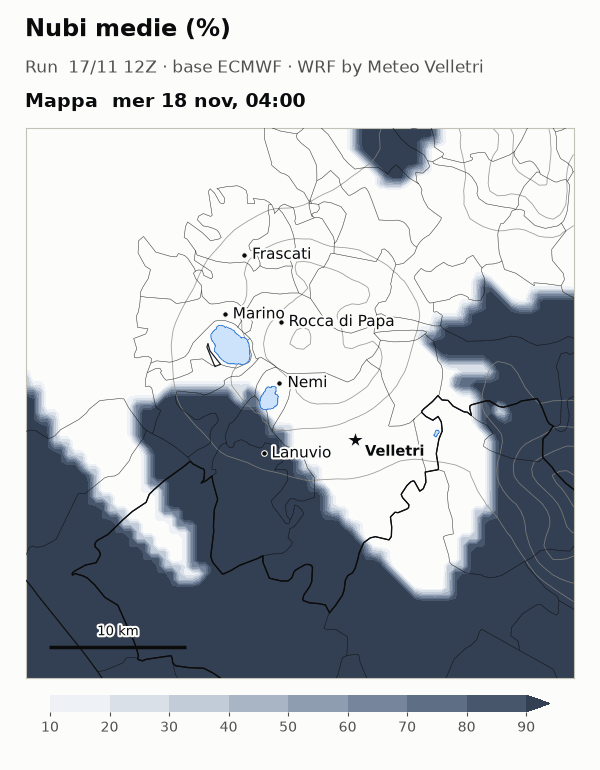 Nubi medie (%)
Run  17/11 12Z · base ECMWF · WRF by Meteo Velletri
Mappa  mer 18 nov, 04:00
Frascati
Marino
Rocca di Papa
Nemi
Velletri
Lanuvio
10 km
10 20 30 40 50 60 70 80 90